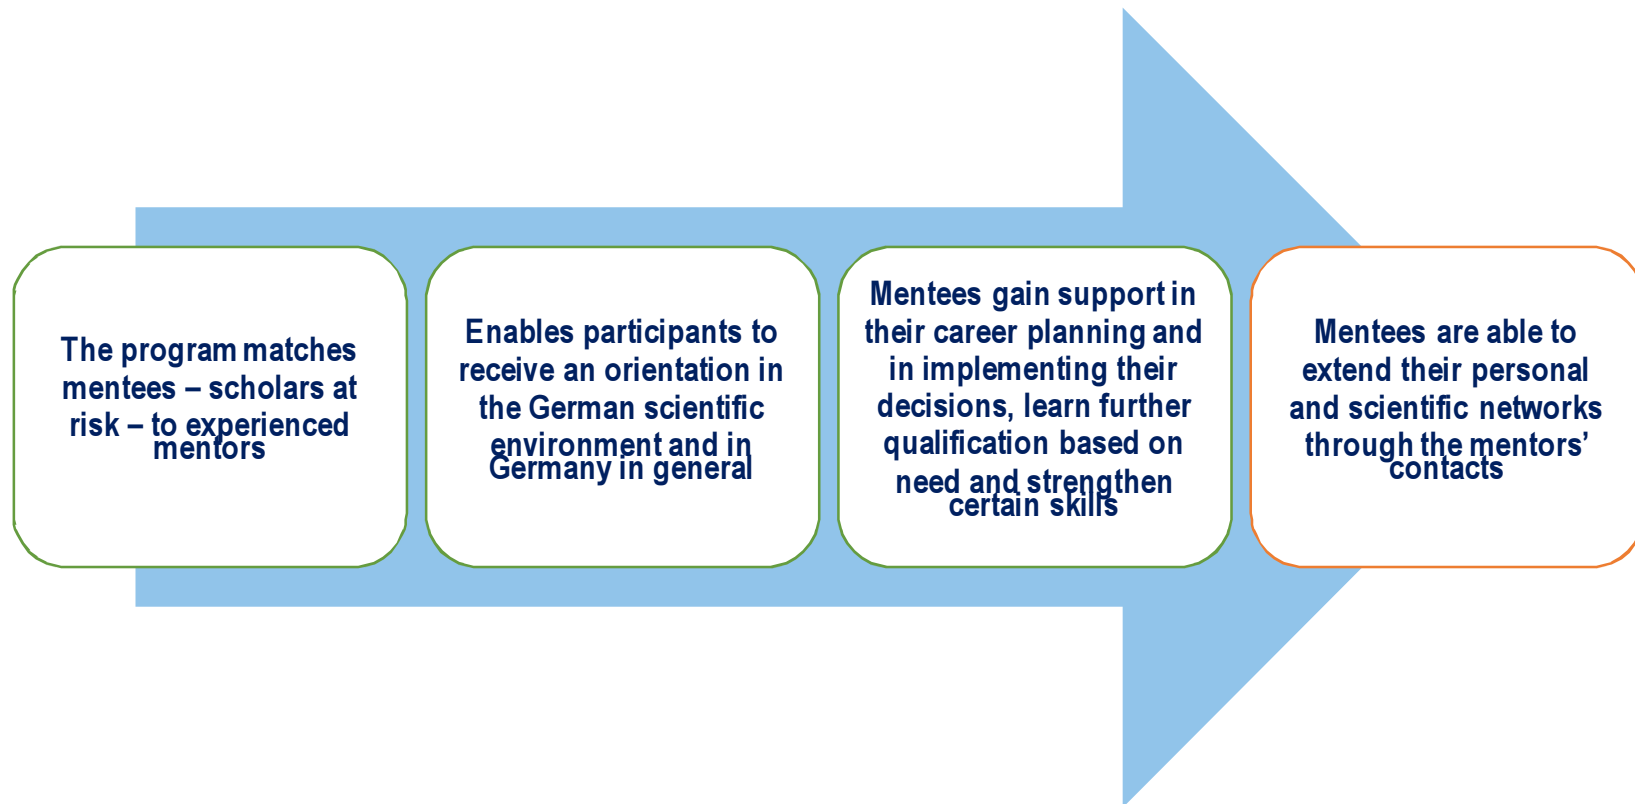 The program matches
mentees – scholars at
risk – to experienced
mentors
Enables participants to
receive an orientation in
the German scientific
environment and in
Germany in general
Mentees gain support in
their career planning and
in implementing their
decisions, learn further
qualification based on
need and strengthen
certain skills
Mentees are able to
extend their personal
and scientific networks
through the mentors’
contacts